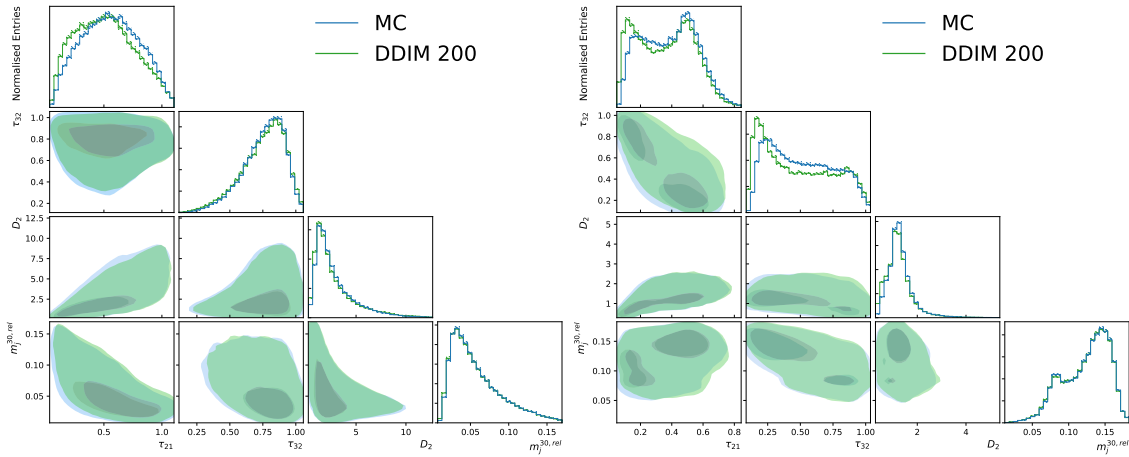 Normalised Entries
MC
DDIM 200
τ32
1.0
0.8
0.6
0.4
0.2
D2
12.5
10.0
7.5
5.0
2.5
m_J^{30, rel}
0.15
0.10
0.05
0.5 1.0
τ21
0.25 0.50 0.75 1.00
τ32
5 10
D2
0.05 0.10 0.15
m_J^{30, rel}
Normalised Entries
MC
DDIM 200
τ32
1.0
0.8
0.6
0.4
0.2
D2
5
4
3
2
1
m_J^{30, rel}
0.15
0.10
0.05
0.2 0.4 0.6 0.8
τ21
0.25 0.50 0.75 1.00
τ32
2 4
D2
0.05 0.10 0.15
m_J^{30, rel}